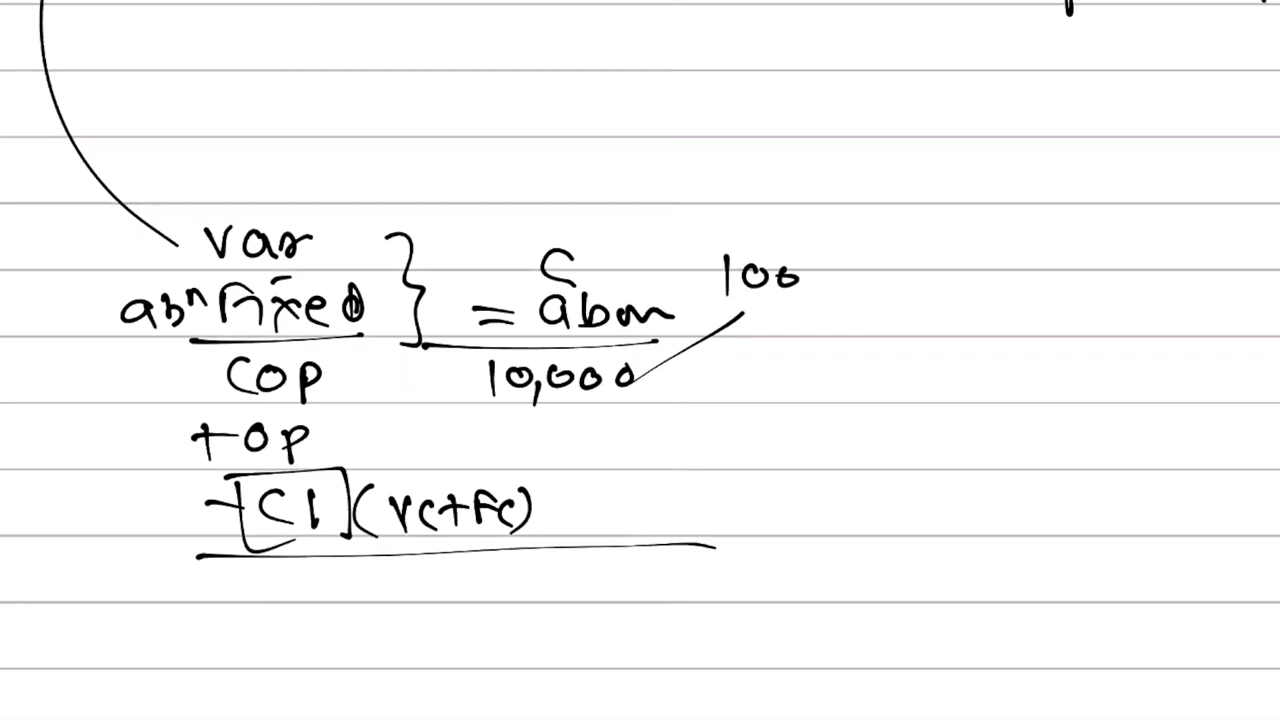 var
abn Fixed } = C abon 100
COP 10,000
+ op
- CI (VC+FC)